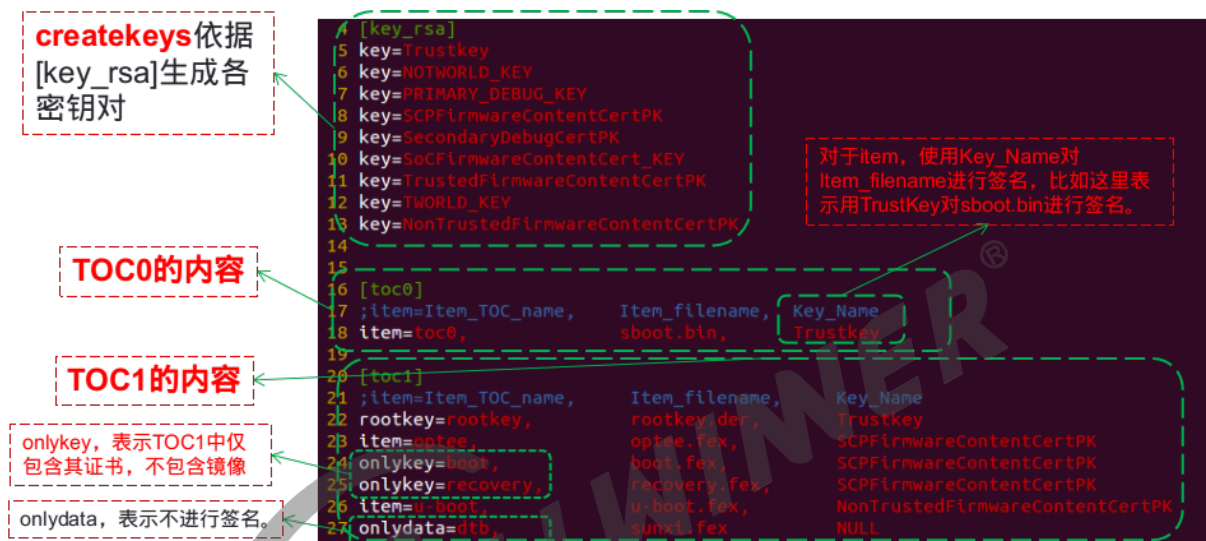 createkeys依据
[key_rsa]生成各
密钥对
4 [key_rsa]
5 key=Trustkey
6 key=NOTWORLD_KEY
7 key=PRIMARY_DEBUG_KEY
8 key=SCPFirmwareContentCertPK
9 key=SecondaryDebugCertPK
10 key=SoCFirmwareContentCert_KEY
11 key=TrustedFirmwareContentCertPK
12 key=TWORLD_KEY
13 key=NonTrustedFirmwareContentCertPK
14
15
对于item，使用Key_Name对
Item_filename进行签名，比如这里表
示用TrustKey对sboot.bin进行签名。
TOC0的内容
16 [toc0]
17 ;item=Item_TOC_name, Item_filename, Key_Name
18 item=toc0, sboot.bin, Trustkey
19
TOC1的内容
20 [toc1]
21 ;item=Item_TOC_name, Item_filename, Key_Name
22 rootkey=rootkey, rootkey.der, Trustkey
23 item=optee, optee.fex, SCPFirmwareContentCertPK
24 onlykey=boot, boot.fex, SCPFirmwareContentCertPK
25 onlykey=recovery, recovery.fex, SCPFirmwareContentCertPK
26 item=u-boot, u-boot.fex, NonTrustedFirmwareContentCertPK
27 onlydata=dtb, sunxi.fex NULL
onlykey，表示TOC1中仅
包含其证书，不包含镜像
onlydata，表示不进行签名。